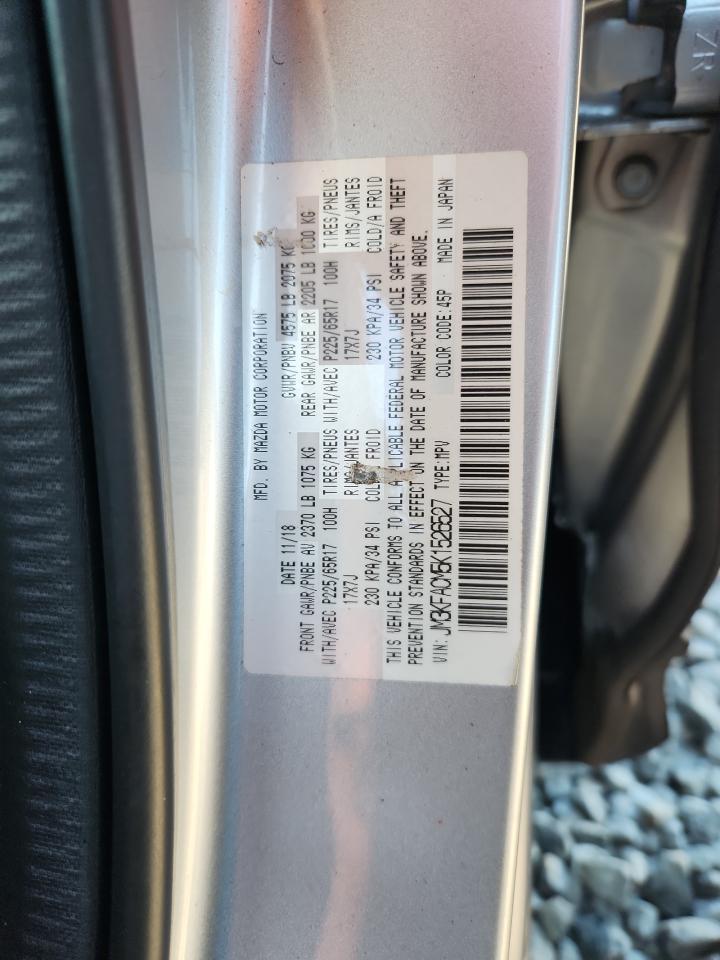 MFD. BY MAZDA MOTOR CORPORATION
DATE 11/18 GVWR/PNBV 4575 LB 2075 KG
FRONT GAWR/PNBE AV 2370 LB 1075 KG REAR GAWR/PNBE AR 2205 LB 1000 KG
WITH/AVEC P225/65R17 100H TIRES/PNEUS WITH/AVEC P225/65R17 100H TIRES/PNEUS
17X7J RIMS/JANTES 17X7J RIMS/JANTES
230 KPA/34 PSI COLD/A FROID 230 KPA/34 PSI COLD/A FROID
THIS VEHICLE CONFORMS TO ALL APPLICABLE FEDERAL MOTOR VEHICLE SAFETY AND THEFT
PREVENTION STANDARDS IN EFFECT ON THE DATE OF MANUFACTURE SHOWN ABOVE.
VIN: JM3KFACM5K1526527 TYPE:MPV COLOR CODE:45P MADE IN JAPAN
7R